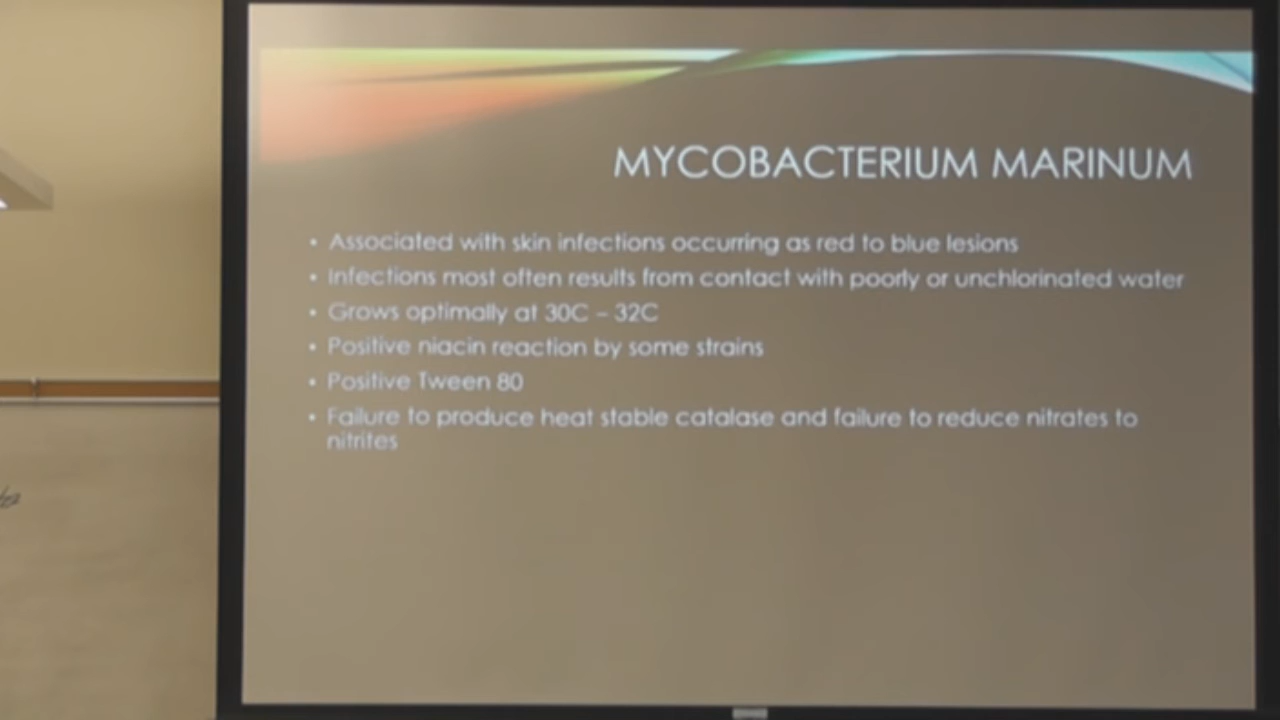 MYCOBACTERIUM MARINUM
• Associated with skin infections occurring as red to blue lesions
• Infections most often results from contact with poorly or unchlorinated water
• Grows optimally at 30C – 32C
• Positive niacin reaction by some strains
• Positive Tween 80
• Failure to produce heat stable catalase and failure to reduce nitrates to
nitrites